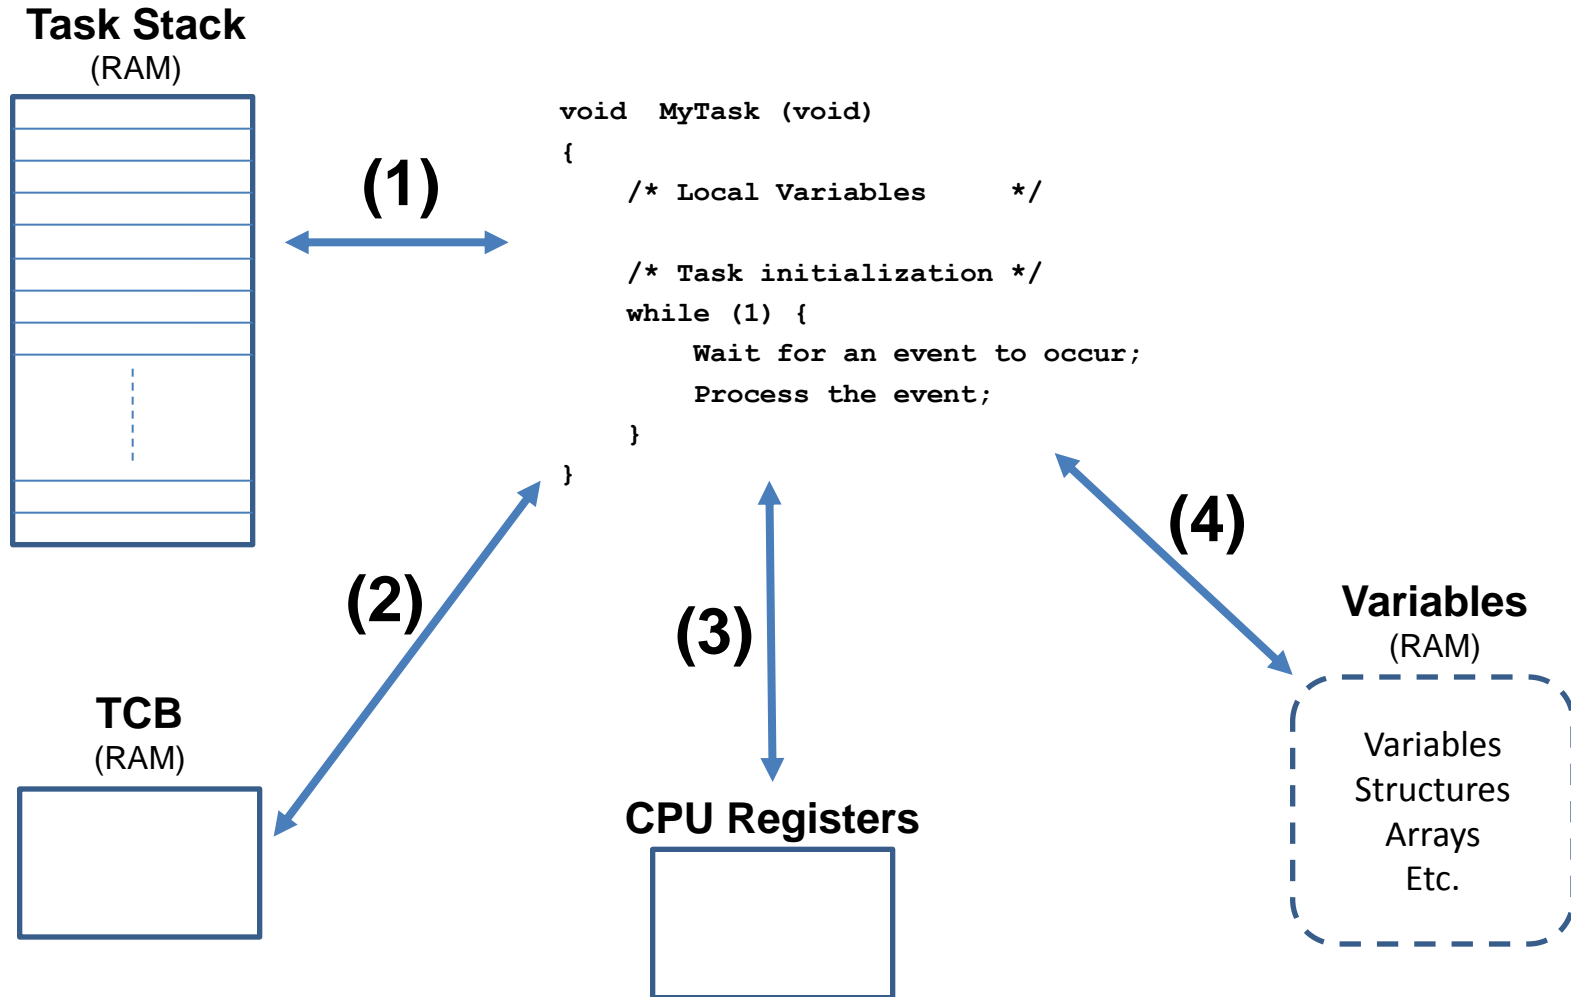 Task Stack
(RAM)
void  MyTask (void)
{
    /* Local Variables     */
    /* Task initialization */
    while (1) {
        Wait for an event to occur;
        Process the event;
    }
}
(1)
(2)
(3)
(4)
TCB
(RAM)
CPU Registers
Variables
(RAM)
Variables
Structures
Arrays
Etc.